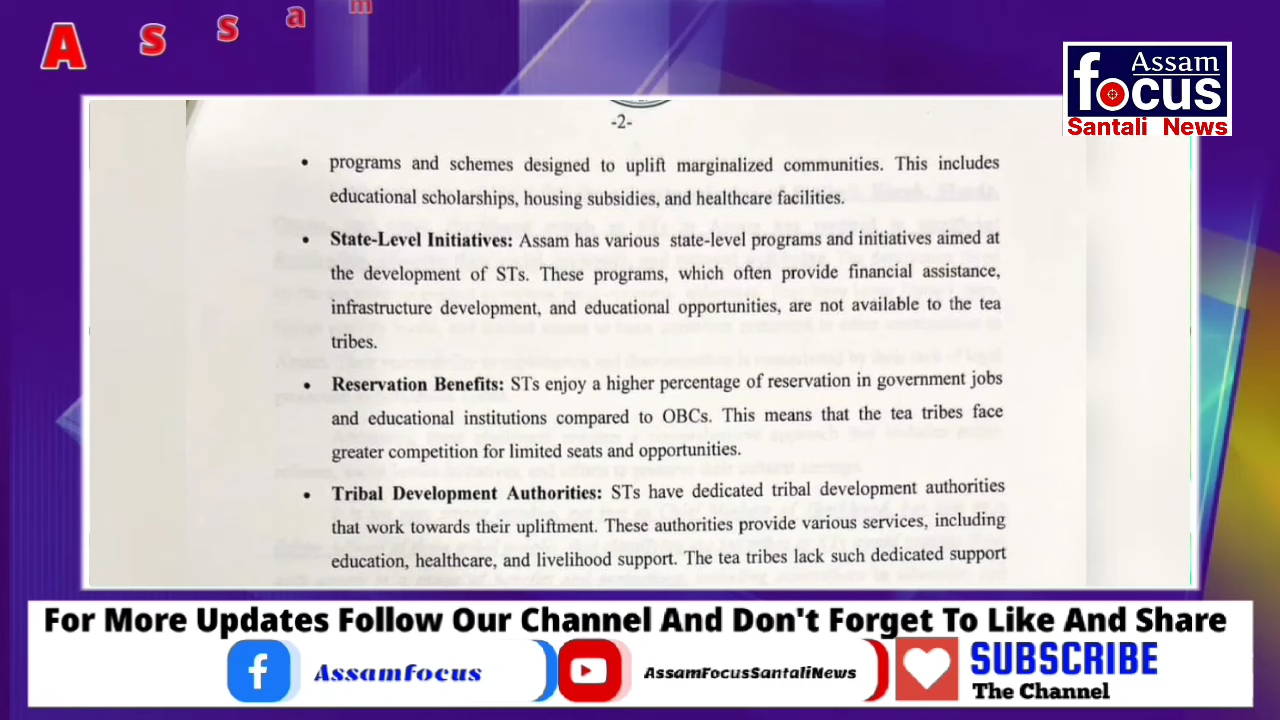 A s s a m
Assam
focus
Santali News
-2-
• programs and schemes designed to uplift marginalized communities. This includes
educational scholarships, housing subsidies, and healthcare facilities.
• State-Level Initiatives: Assam has various state-level programs and initiatives aimed at
the development of STs. These programs, which often provide financial assistance,
infrastructure development, and educational opportunities, are not available to the tea
tribes.
• Reservation Benefits: STs enjoy a higher percentage of reservation in government jobs
and educational institutions compared to OBCs. This means that the tea tribes face
greater competition for limited seats and opportunities.
• Tribal Development Authorities: STs have dedicated tribal development authorities
that work towards their upliftment. These authorities provide various services, including
education, healthcare, and livelihood support. The tea tribes lack such dedicated support
For More Updates Follow Our Channel And Don't Forget To Like And Share
Assamfocus
AssamFocusSantaliNews
SUBSCRIBE
The Channel